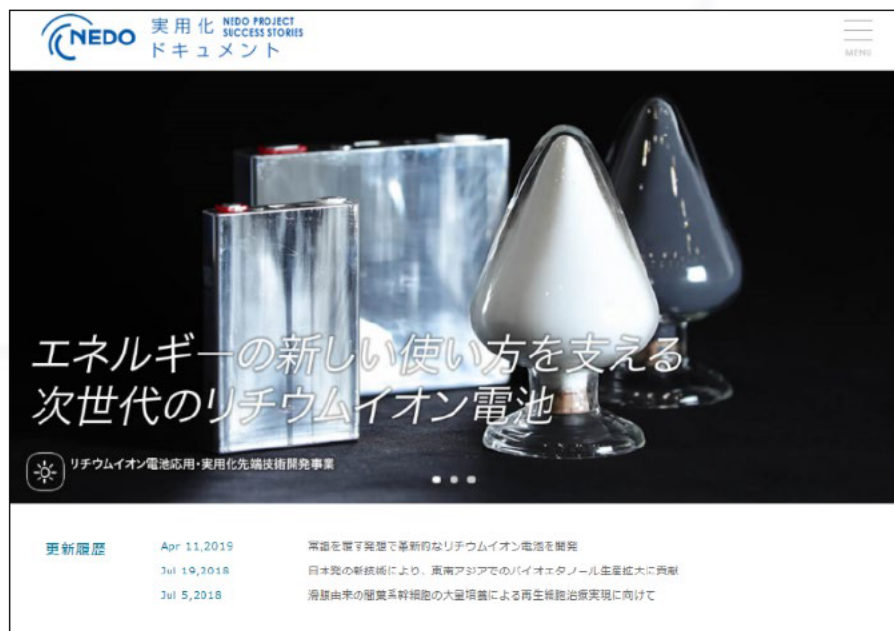 NEDO
実用化
ドキュメント
NEDO PROJECT
SUCCESS STORIES
MENU
エネルギーの新しい使い方を支える
次世代のリチウムイオン電池
リチウムイオン電池応用・実用化先端技術開発事業
更新履歴
Apr 11,2019 常識を覆す発想で革新的なリチウムイオン電池を開発
Jul 19,2018 日本発の新技術により、東南アジアでのバイオエタノール生産拡大に貢献
Jul 5,2018 滑膜由来の間葉系幹細胞の大量培養による再生細胞治療実現に向けて